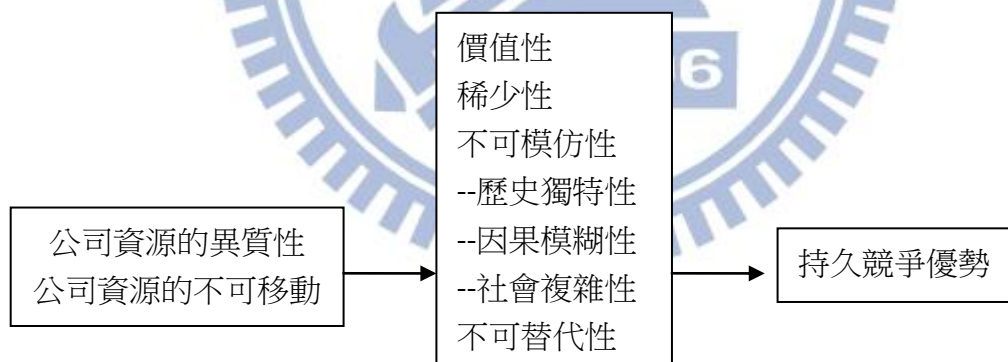 公司資源的異質性
公司資源的不可移動
價值性
稀少性
不可模仿性
--歷史獨特性
--因果模糊性
--社會複雜性
不可替代性
持久競爭優勢
6